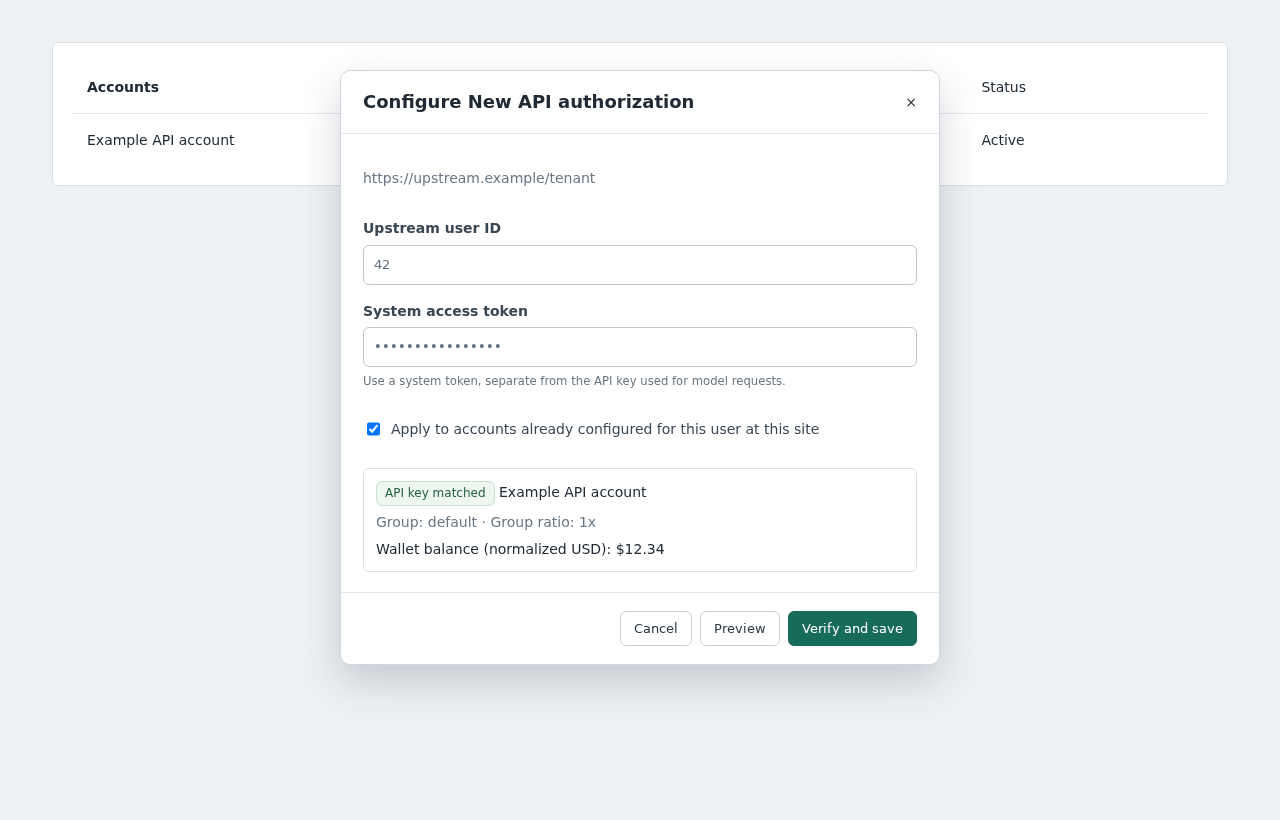 Accounts
Status
Example API account
Active
Configure New API authorization
×
https://upstream.example/tenant
Upstream user ID
42
System access token
••••••••••••••••
Use a system token, separate from the API key used for model requests.
Apply to accounts already configured for this user at this site
API key matched Example API account
Group: default · Group ratio: 1x
Wallet balance (normalized USD): $12.34
Cancel Preview Verify and save